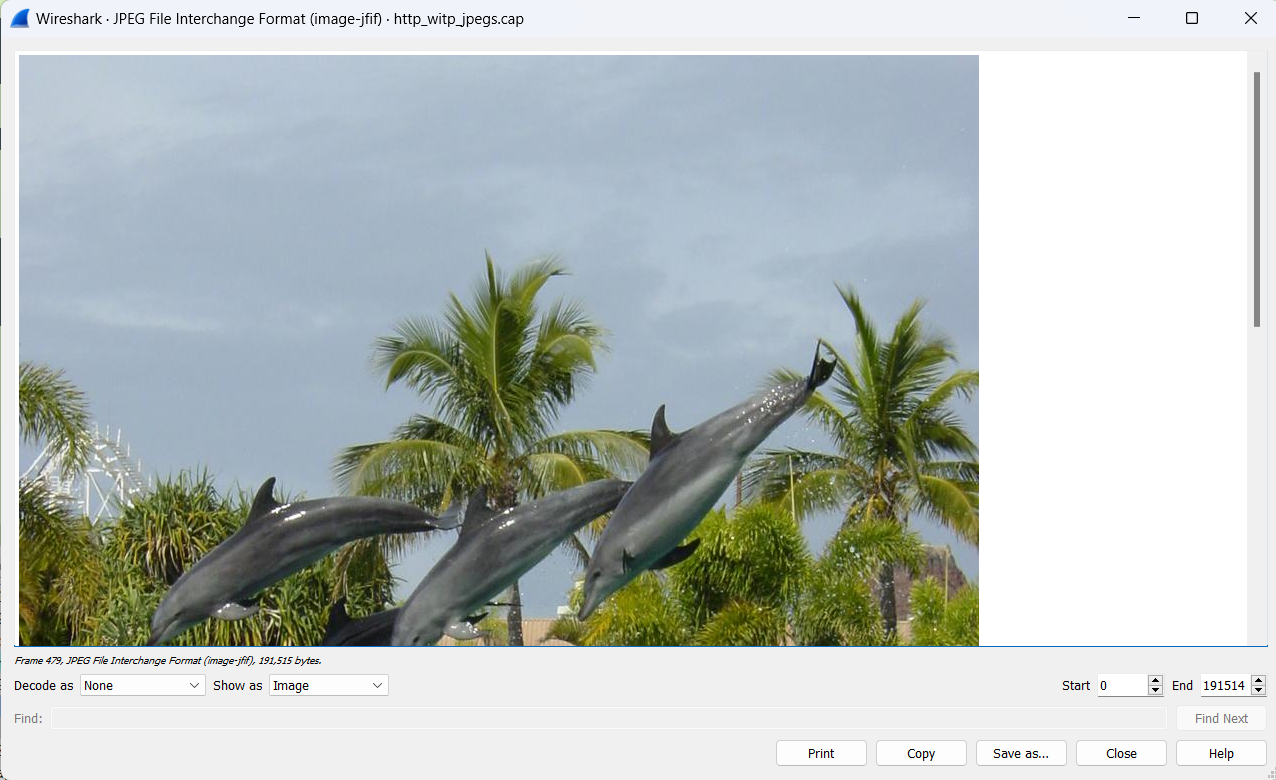 Wireshark · JPEG File Interchange Format (image-jfif) · http_witp_jpegs.cap
Frame 479, JPEG File Interchange Format (image-jfif), 191,515 bytes.
Decode as None Show as Image Start 0 End 191514
Find: Find Next
Print Copy Save as... Close Help